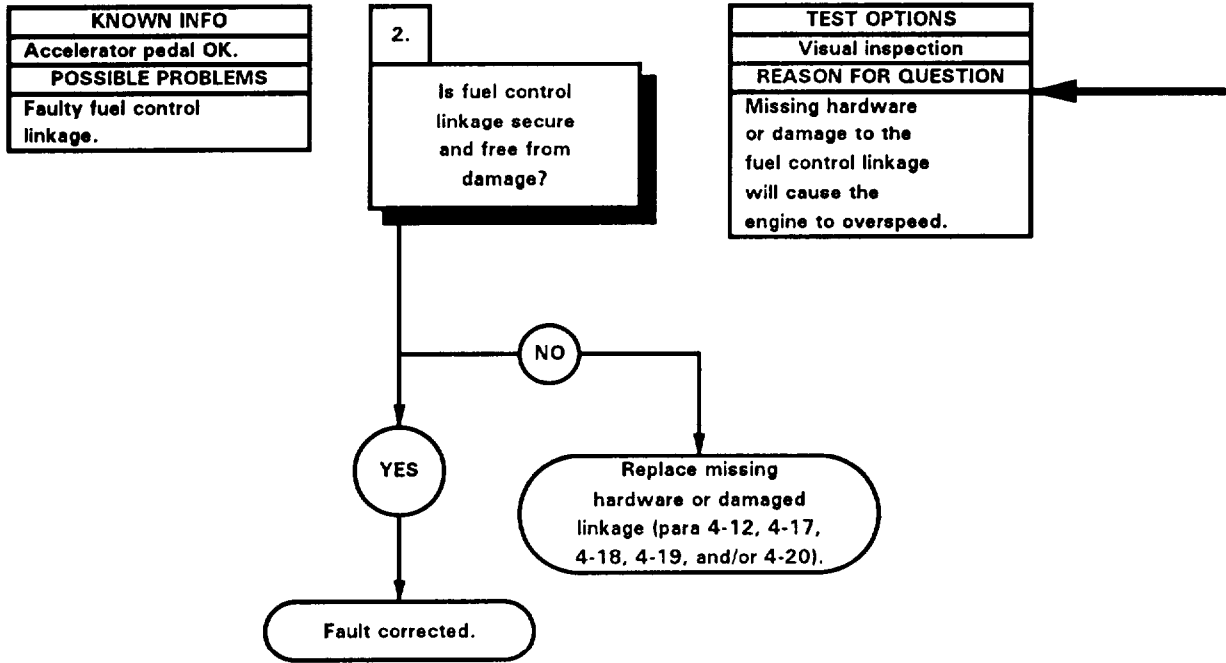 KNOWN INFO
Accelerator pedal OK.
POSSIBLE PROBLEMS
Faulty fuel control
linkage.
2.
Is fuel control
linkage secure
and free from
damage?
TEST OPTIONS
Visual inspection
REASON FOR QUESTION
Missing hardware
or damage to the
fuel control linkage
will cause the
engine to overspeed.
NO
YES
Replace missing
hardware or damaged
linkage (para 4-12, 4-17,
4-18, 4-19, and/or 4-20).
Fault corrected.